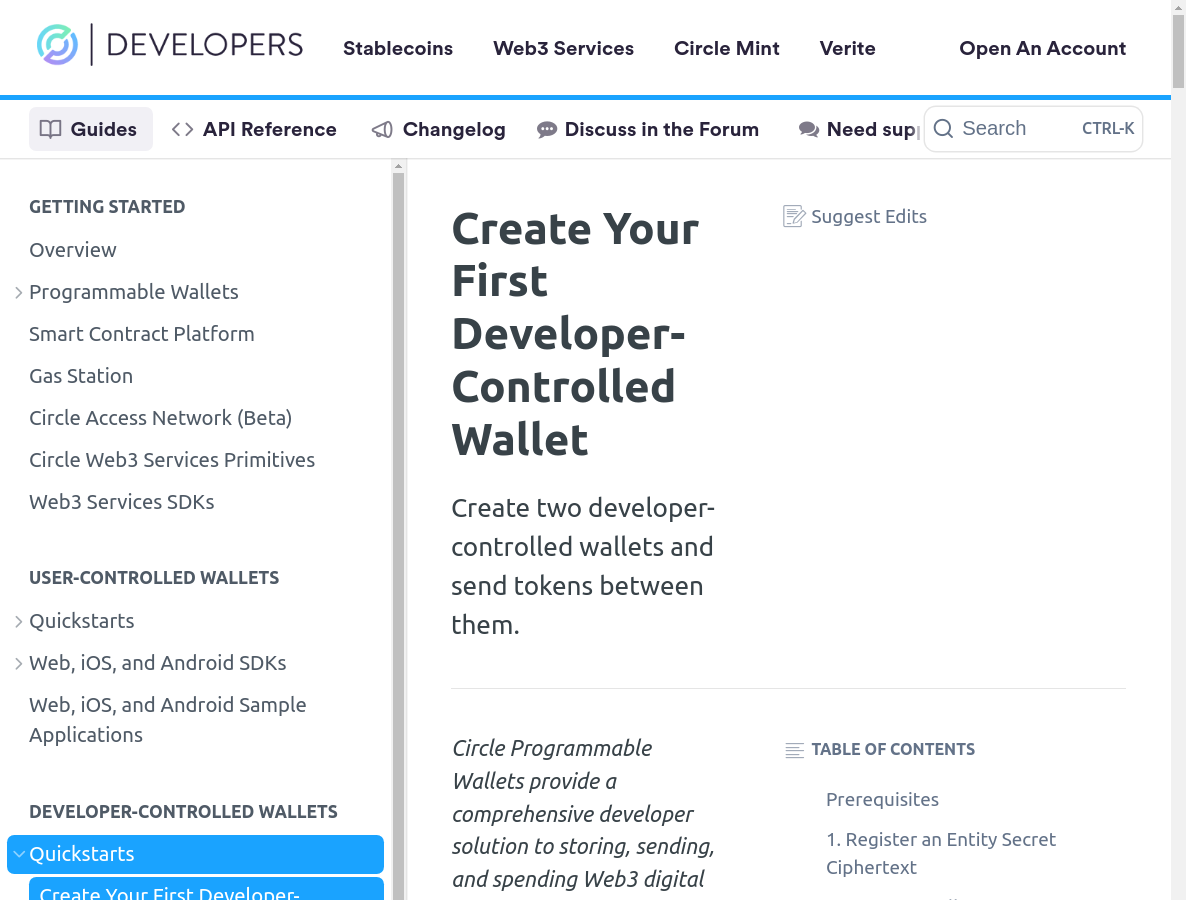 DEVELOPERS
Stablecoins
Web3 Services
Circle Mint
Verite
Open An Account
Guides
API Reference
Changelog
Discuss in the Forum
Need sup
Search
CTRL-K
GETTING STARTED
Overview
Programmable Wallets
Smart Contract Platform
Gas Station
Circle Access Network (Beta)
Circle Web3 Services Primitives
Web3 Services SDKs
USER-CONTROLLED WALLETS
Quickstarts
Web, iOS, and Android SDKs
Web, iOS, and Android Sample
Applications
DEVELOPER-CONTROLLED WALLETS
Quickstarts
Create Your First Developer-
Create Your
First
Developer-
Controlled
Wallet
Create two developer-
controlled wallets and
send tokens between
them.
Suggest Edits
Circle Programmable
Wallets provide a
comprehensive developer
solution to storing, sending,
and spending Web3 digital
TABLE OF CONTENTS
Prerequisites
1. Register an Entity Secret
Ciphertext